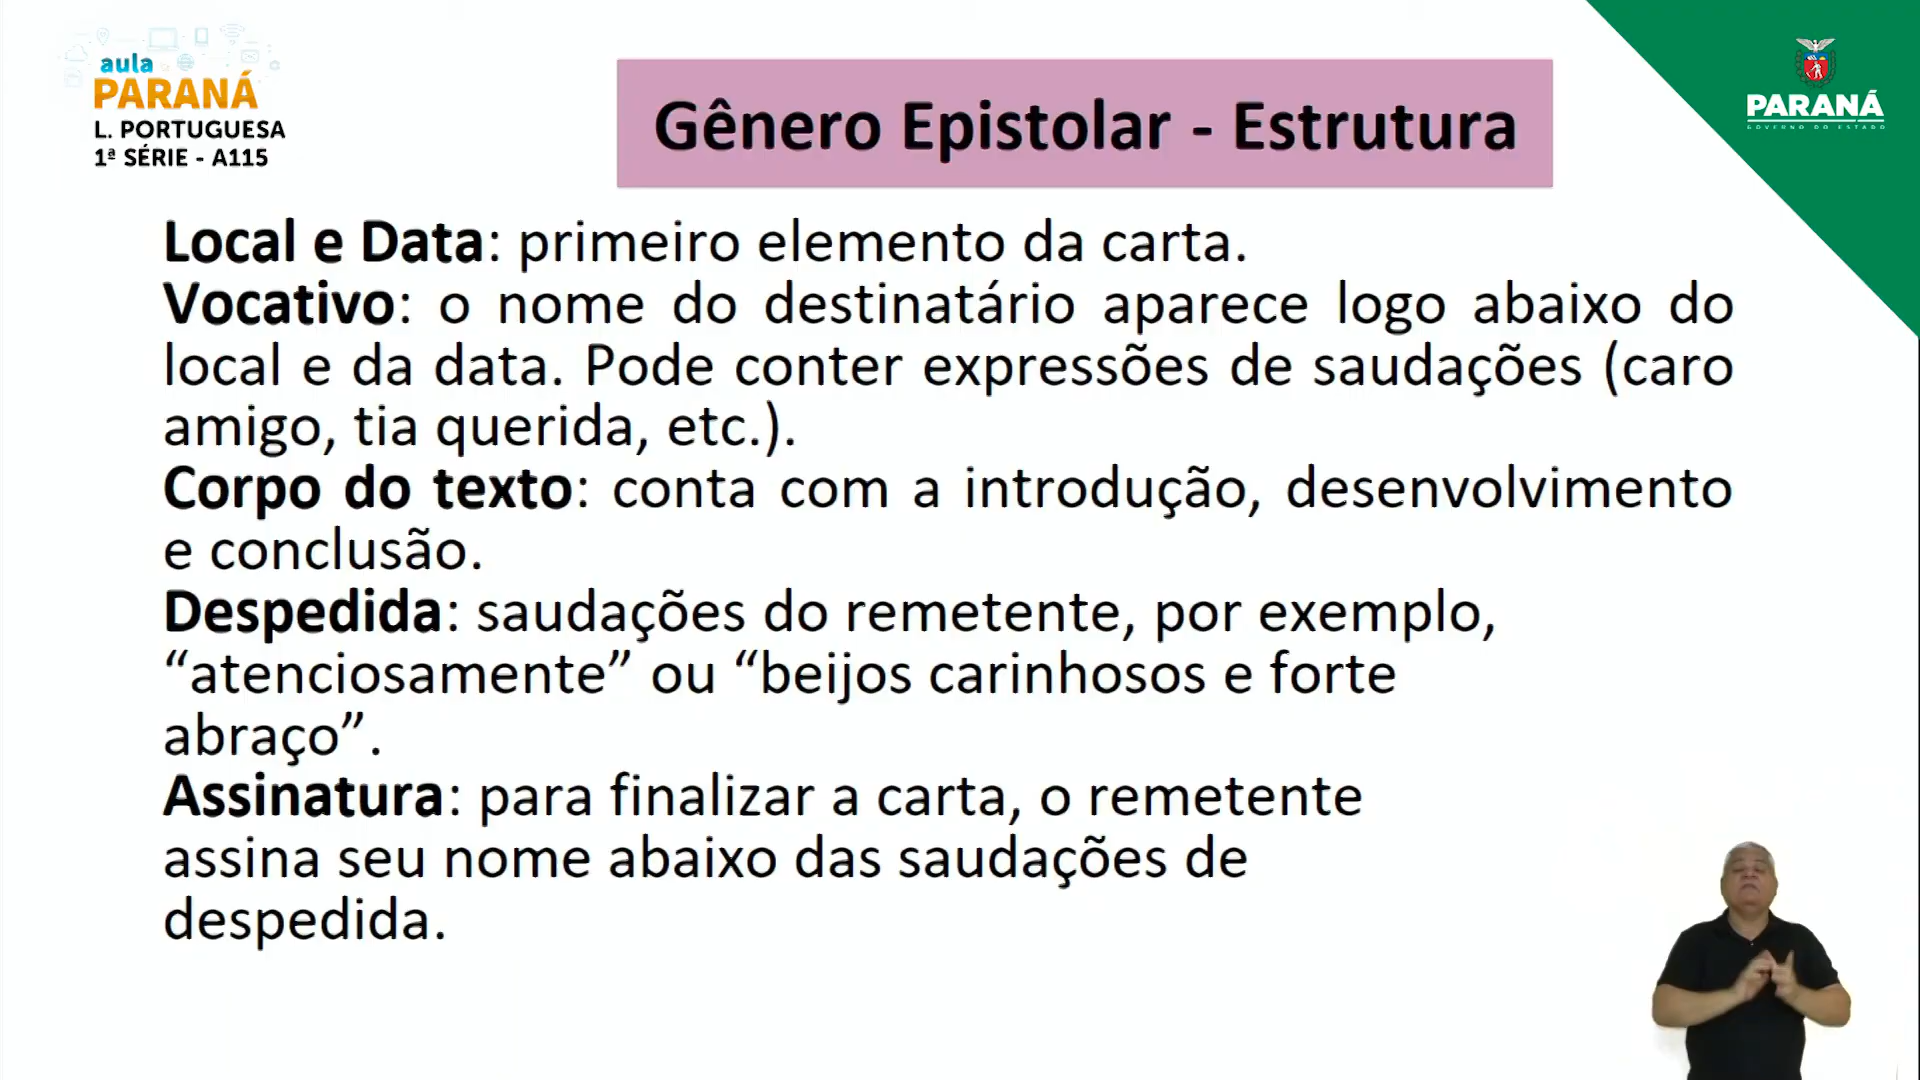 aula
PARANÁ
L. PORTUGUESA
1ª SÉRIE - A115
Gênero Epistolar - Estrutura
PARANÁ
GOVERNO DO ESTADO
Local e Data: primeiro elemento da carta.
Vocativo: o nome do destinatário aparece logo abaixo do
local e da data. Pode conter expressões de saudações (caro
amigo, tia querida, etc.).
Corpo do texto: conta com a introdução, desenvolvimento
e conclusão.
Despedida: saudações do remetente, por exemplo,
“atenciosamente” ou “beijos carinhosos e forte
abraço”.
Assinatura: para finalizar a carta, o remetente
assina seu nome abaixo das saudações de
despedida.